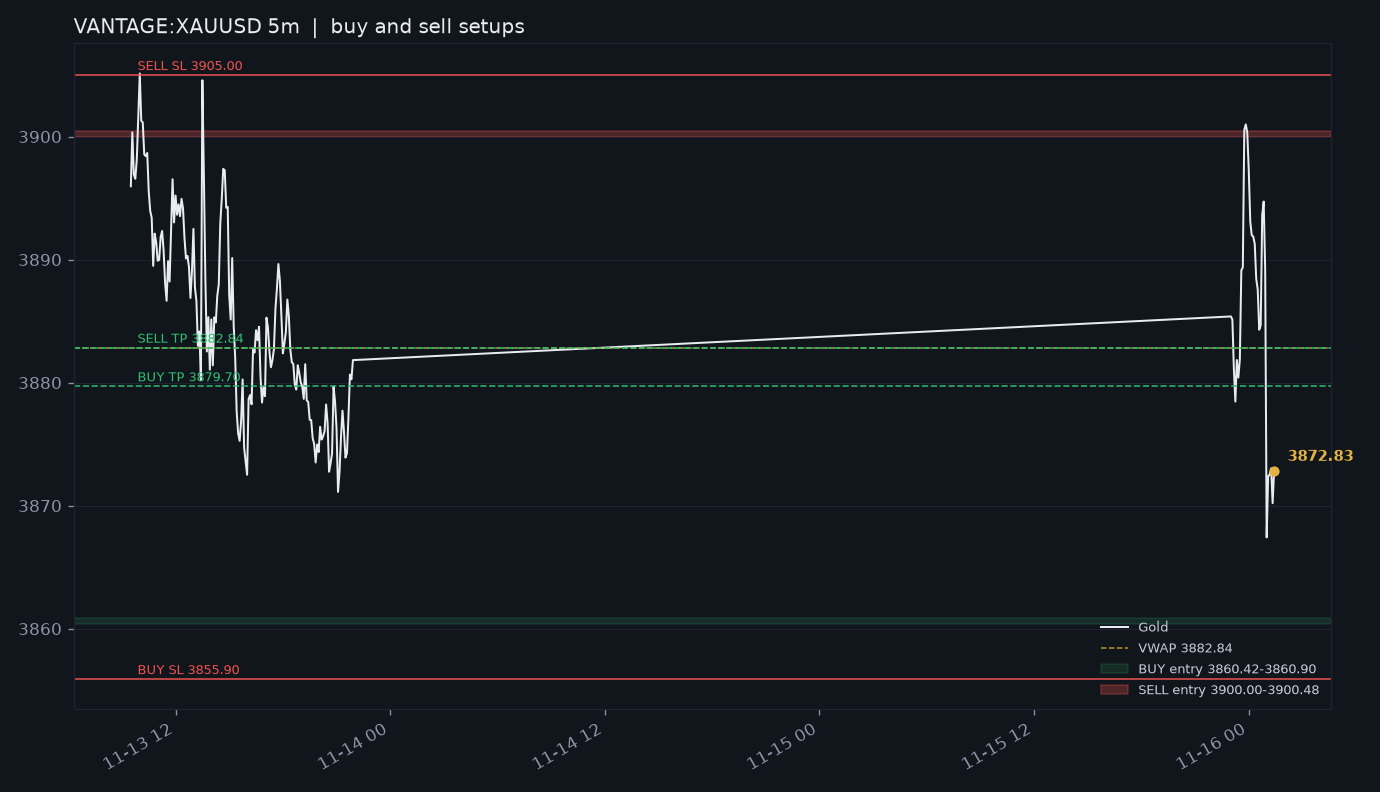 VANTAGE:XAUUSD 5m | buy and sell setups
SELL SL 3905.00
3900
3890
SELL TP 3882.84
3880
BUY TP 3879.70
3872.83
3870
3860
Gold
VWAP 3882.84
BUY entry 3860.42-3860.90
SELL entry 3900.00-3900.48
BUY SL 3855.90
11-13 12
11-14 00
11-14 12
11-15 00
11-15 12
11-16 00